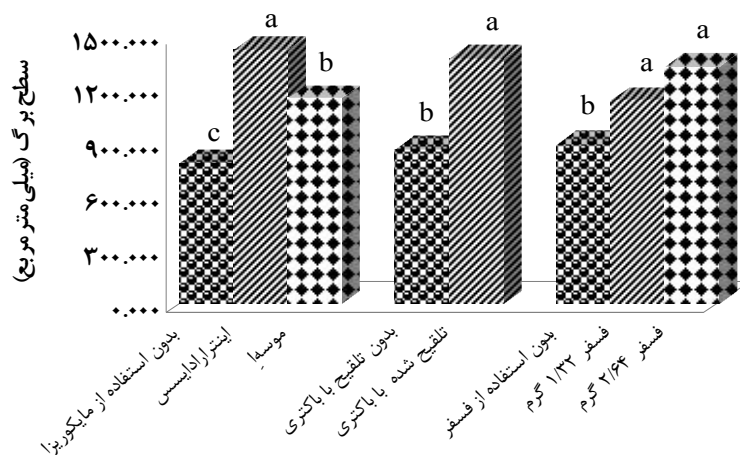 سطح برگ (میلی‌متر مربع)
۱۵۰۰.۰۰۰
۱۲۰۰.۰۰۰
۹۰۰.۰۰۰
۶۰۰.۰۰۰
۳۰۰.۰۰۰
۰.۰۰۰
c
a
b
b
a
b
a
a
بدون استفاده از مایکوریزا
اینترارادایسس
موسه‌اِ
بدون تلقیح با باکتری
تلقیح شده با باکتری
بدون استفاده از فسفر
فسفر ۱/۳۲ گرم
فسفر ۲/۶۴ گرم